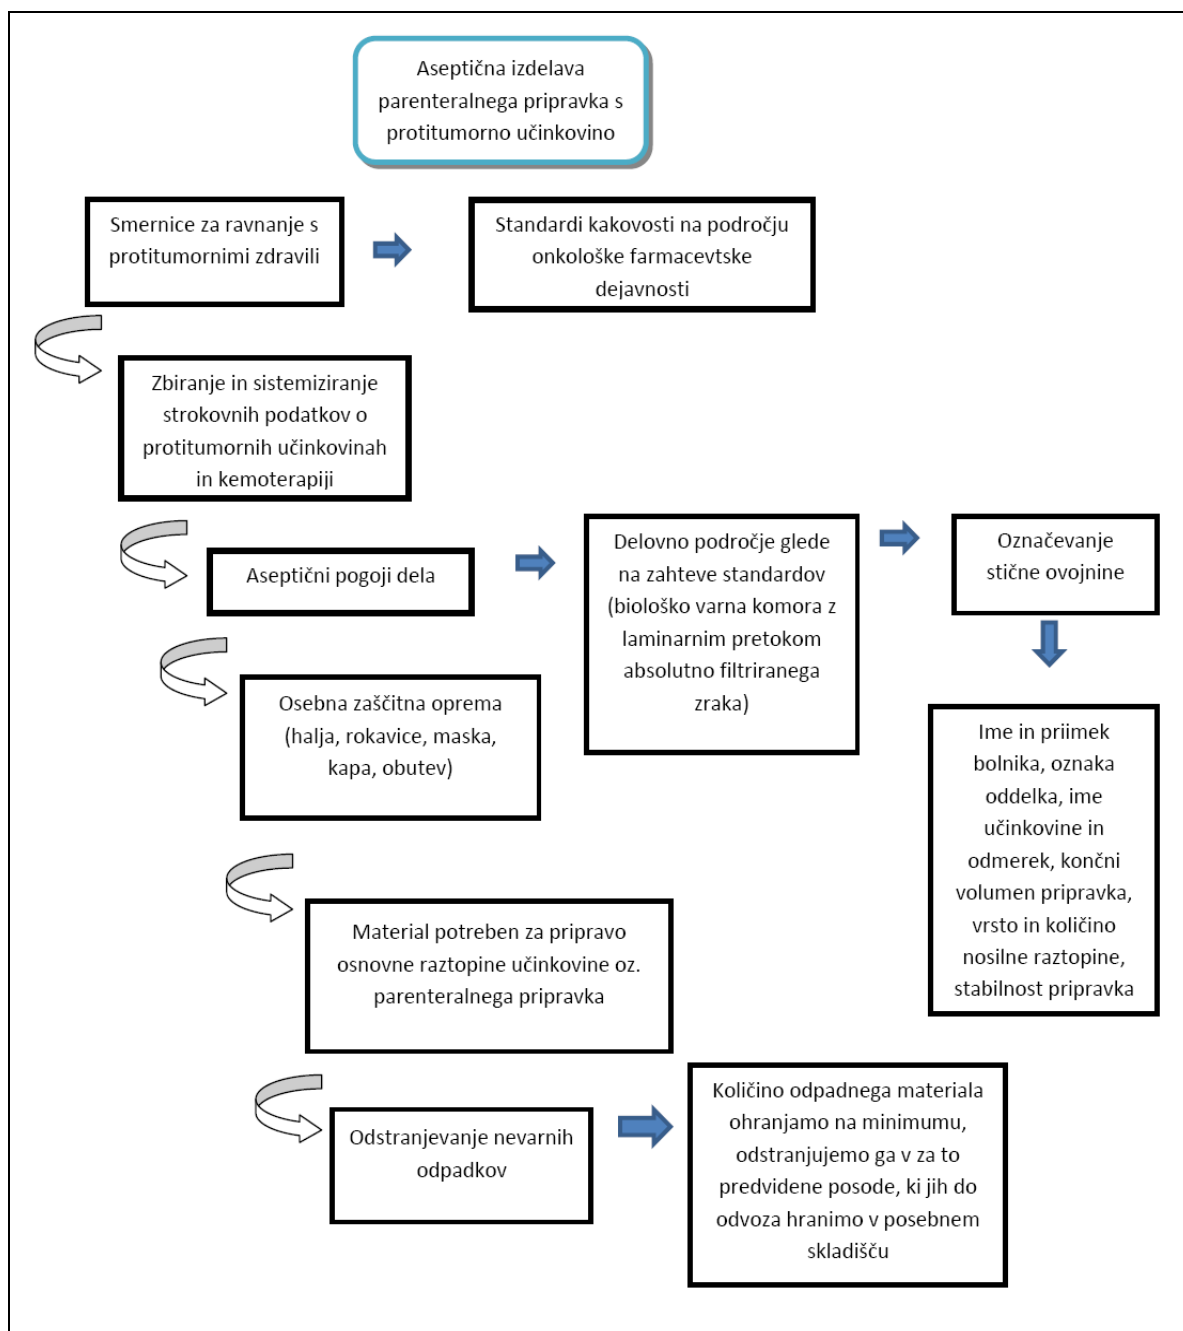 Aseptična izdelava
parenteralnega pripravka s
protitumorno učinkovino
Smernice za ravnanje s
protitumornimi zdravili
Standardi kakovosti na področju
onkološke farmacevtske
dejavnosti
Zbiranje in sistemiziranje
strokovnih podatkov o
protitumornih učinkovinah
in kemoterapiji
Aseptični pogoji dela
Delovno področje glede
na zahteve standardov
(biološko varna komora z
laminarnim pretokom
absolutno filtriranega
zraka)
Označevanje
stične ovojnine
Osebna zaščitna oprema
(halja, rokavice, maska,
kapa, obutev)
Ime in priimek
bolnika, oznaka
oddelka, ime
učinkovine in
odmerek, končni
volumen pripravka,
vrsto in količino
nosilne raztopine,
stabilnost pripravka
Material potreben za pripravo
osnovne raztopine učinkovine oz.
parenteralnega pripravka
Odstranjevanje nevarnih
odpadkov
Količino odpadnega materiala
ohranjamo na minimumu,
odstranjujemo ga v za to
predvidene posode, ki jih do
odvoza hranimo v posebnem
skladišču